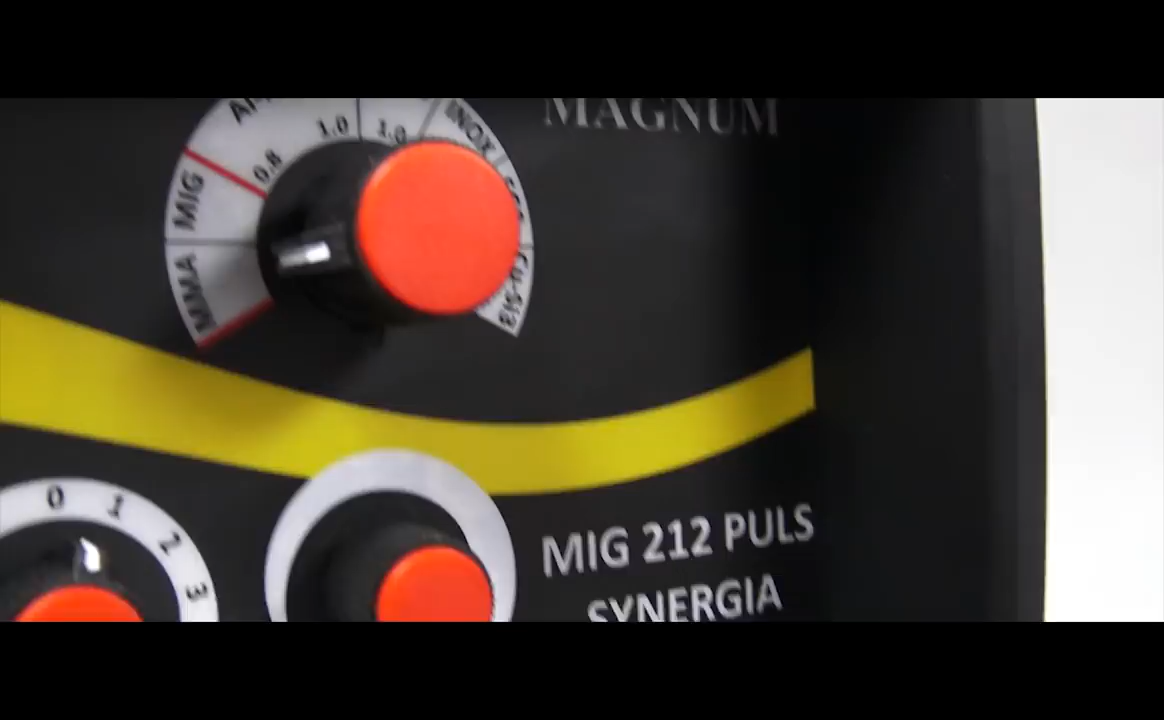 MAGNUM
1.0
1.0
INOX
0.8
MIG
MMA
0
1
2
3
MIG 212 PULS
SYNERGIA